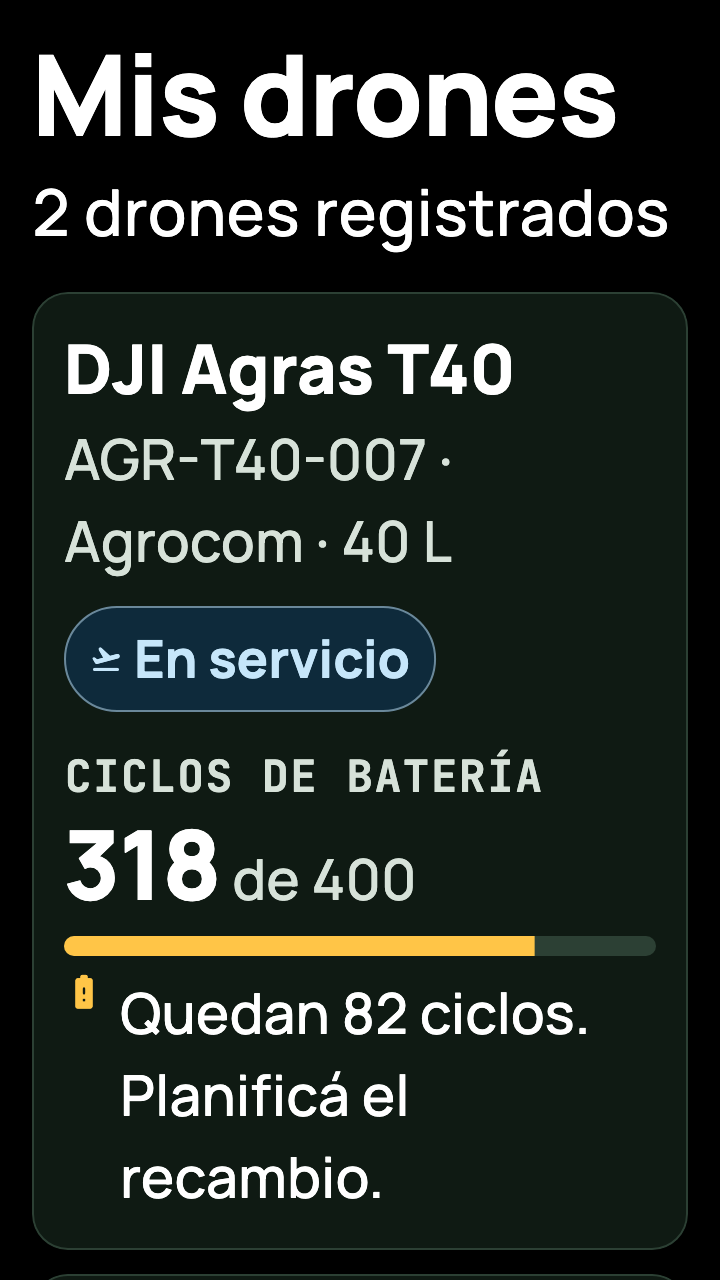 Mis drones
2 drones registrados
DJI Agras T40
AGR-T40-007 ·
Agrocom · 40 L
En servicio
CICLOS DE BATERÍA
318 de 400
Quedan 82 ciclos.
Planificá el
recambio.